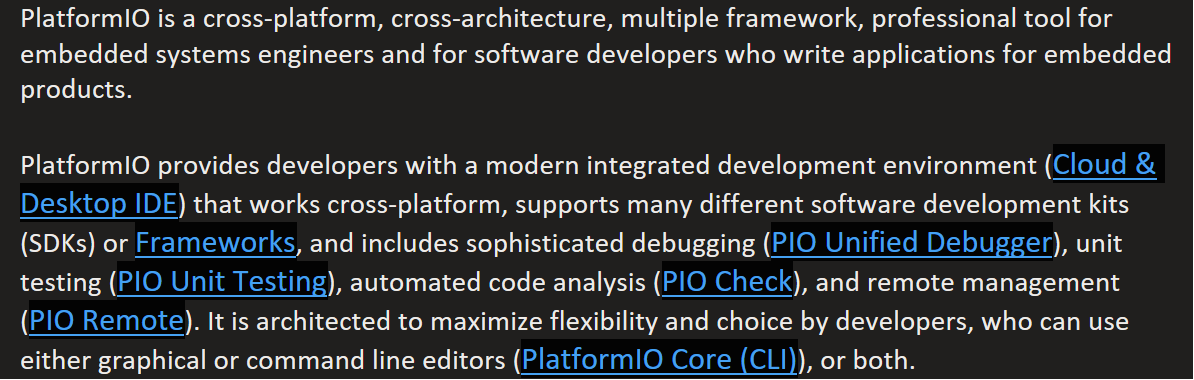 PlatformIO is a cross-platform, cross-architecture, multiple framework, professional tool for
embedded systems engineers and for software developers who write applications for embedded
products.
PlatformIO provides developers with a modern integrated development environment (Cloud &
Desktop IDE) that works cross-platform, supports many different software development kits
(SDKs) or Frameworks, and includes sophisticated debugging (PIO Unified Debugger), unit
testing (PIO Unit Testing), automated code analysis (PIO Check), and remote management
(PIO Remote). It is architected to maximize flexibility and choice by developers, who can use
either graphical or command line editors (PlatformIO Core (CLI)), or both.